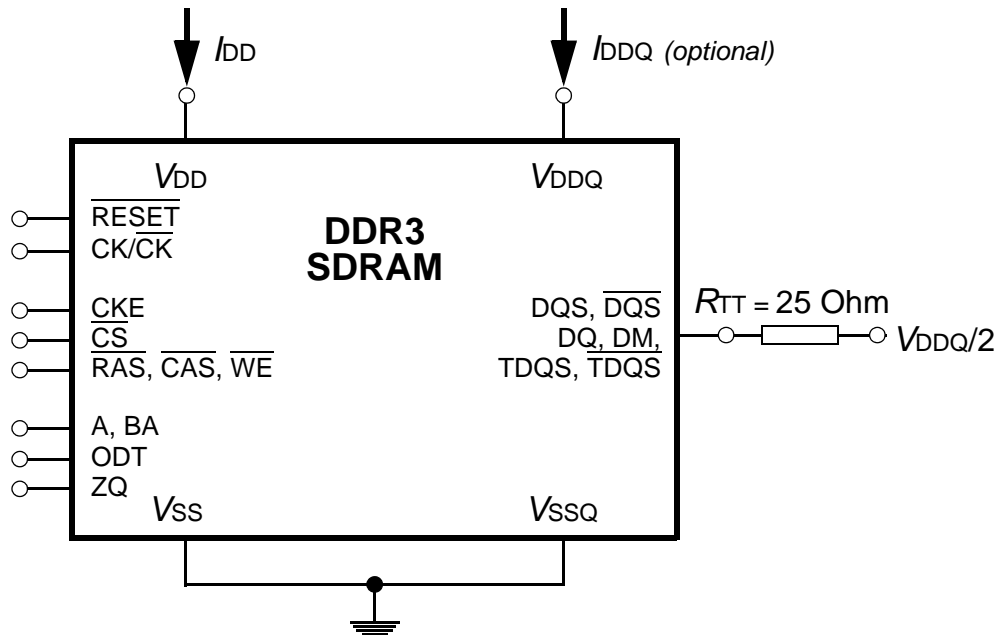 IDD
IDDQ (optional)
VDD
VDDQ
RESET
CK/CK
DDR3
SDRAM
CKE
CS
RAS, CAS, WE
DQS, DQS
DQ, DM,
TDQS, TDQS
RTT = 25 Ohm
VDDQ/2
A, BA
ODT
ZQ
VSS
VSSQ